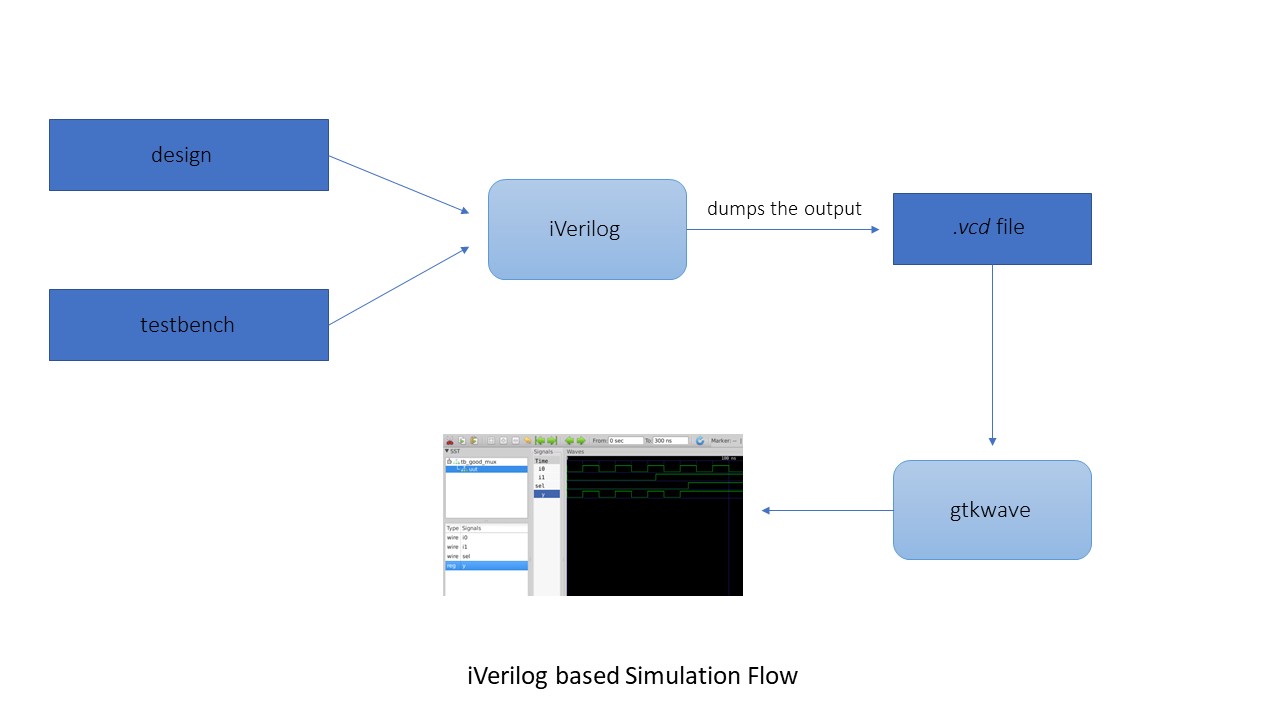 design
iVerilog
dumps the output
.vcd file
testbench
From: 0 sec To: 300 ns Marker: --
SST Signals Waves
tb_good_mux
uut
Time
i0
i1
sel
y
Type Signals
wire i0
wire i1
wire sel
reg y
gtkwave
iVerilog based Simulation Flow